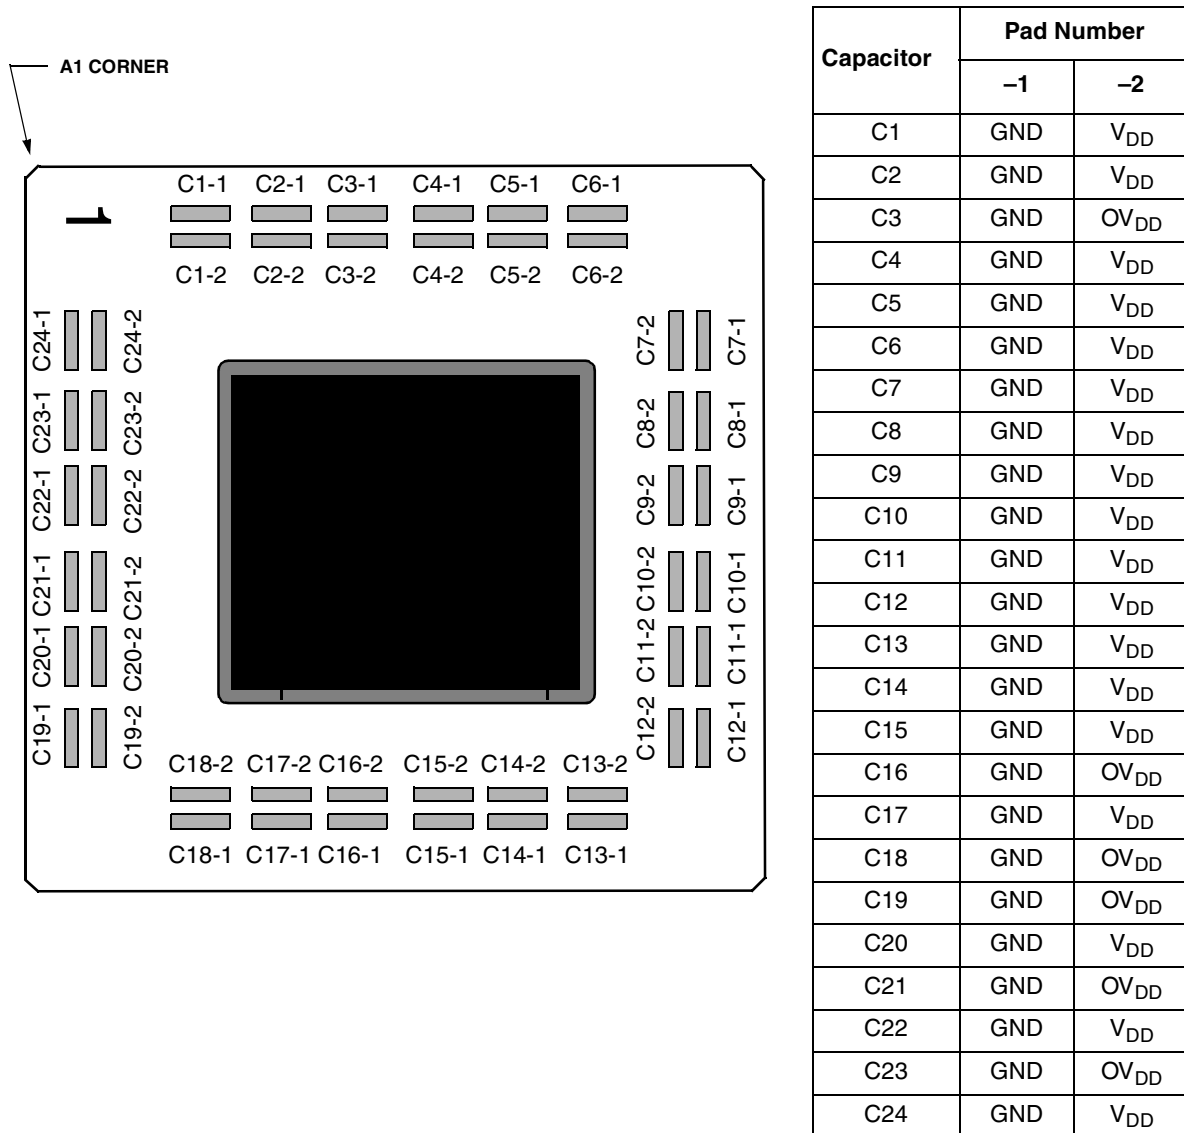 A1 CORNER
1
C1-1 C2-1 C3-1 C4-1 C5-1 C6-1
C1-2 C2-2 C3-2 C4-2 C5-2 C6-2
C24-1 C24-2
C23-1 C23-2
C22-1 C22-2
C21-1 C21-2
C20-1 C20-2
C19-1 C19-2
C7-2 C7-1
C8-2 C8-1
C9-2 C9-1
C10-2 C10-1
C11-2 C11-1
C12-2 C12-1
C18-2 C17-2 C16-2 C15-2 C14-2 C13-2
C18-1 C17-1 C16-1 C15-1 C14-1 C13-1
Capacitor Pad Number
–1 –2
C1 GND VDD
C2 GND VDD
C3 GND OVDD
C4 GND VDD
C5 GND VDD
C6 GND VDD
C7 GND VDD
C8 GND VDD
C9 GND VDD
C10 GND VDD
C11 GND VDD
C12 GND VDD
C13 GND VDD
C14 GND VDD
C15 GND VDD
C16 GND OVDD
C17 GND VDD
C18 GND OVDD
C19 GND OVDD
C20 GND VDD
C21 GND OVDD
C22 GND VDD
C23 GND OVDD
C24 GND VDD